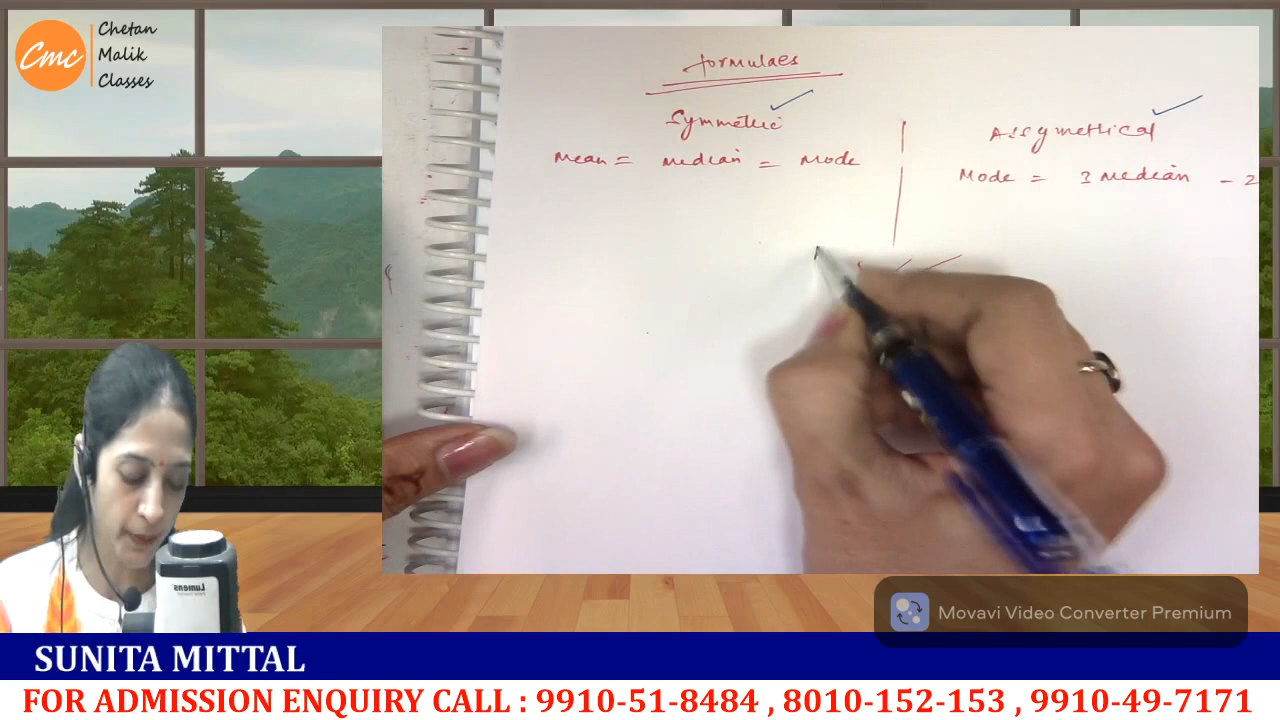 Chetan
Malik
Classes
Cmc
formulaes
Symmetric
Mean = Median = Mode
Assymetrical
Mode = 3 Median - 2
Lumens
Movavi Video Converter Premium
SUNITA MITTAL
FOR ADMISSION ENQUIRY CALL : 9910-51-8484 , 8010-152-153 , 9910-49-7171